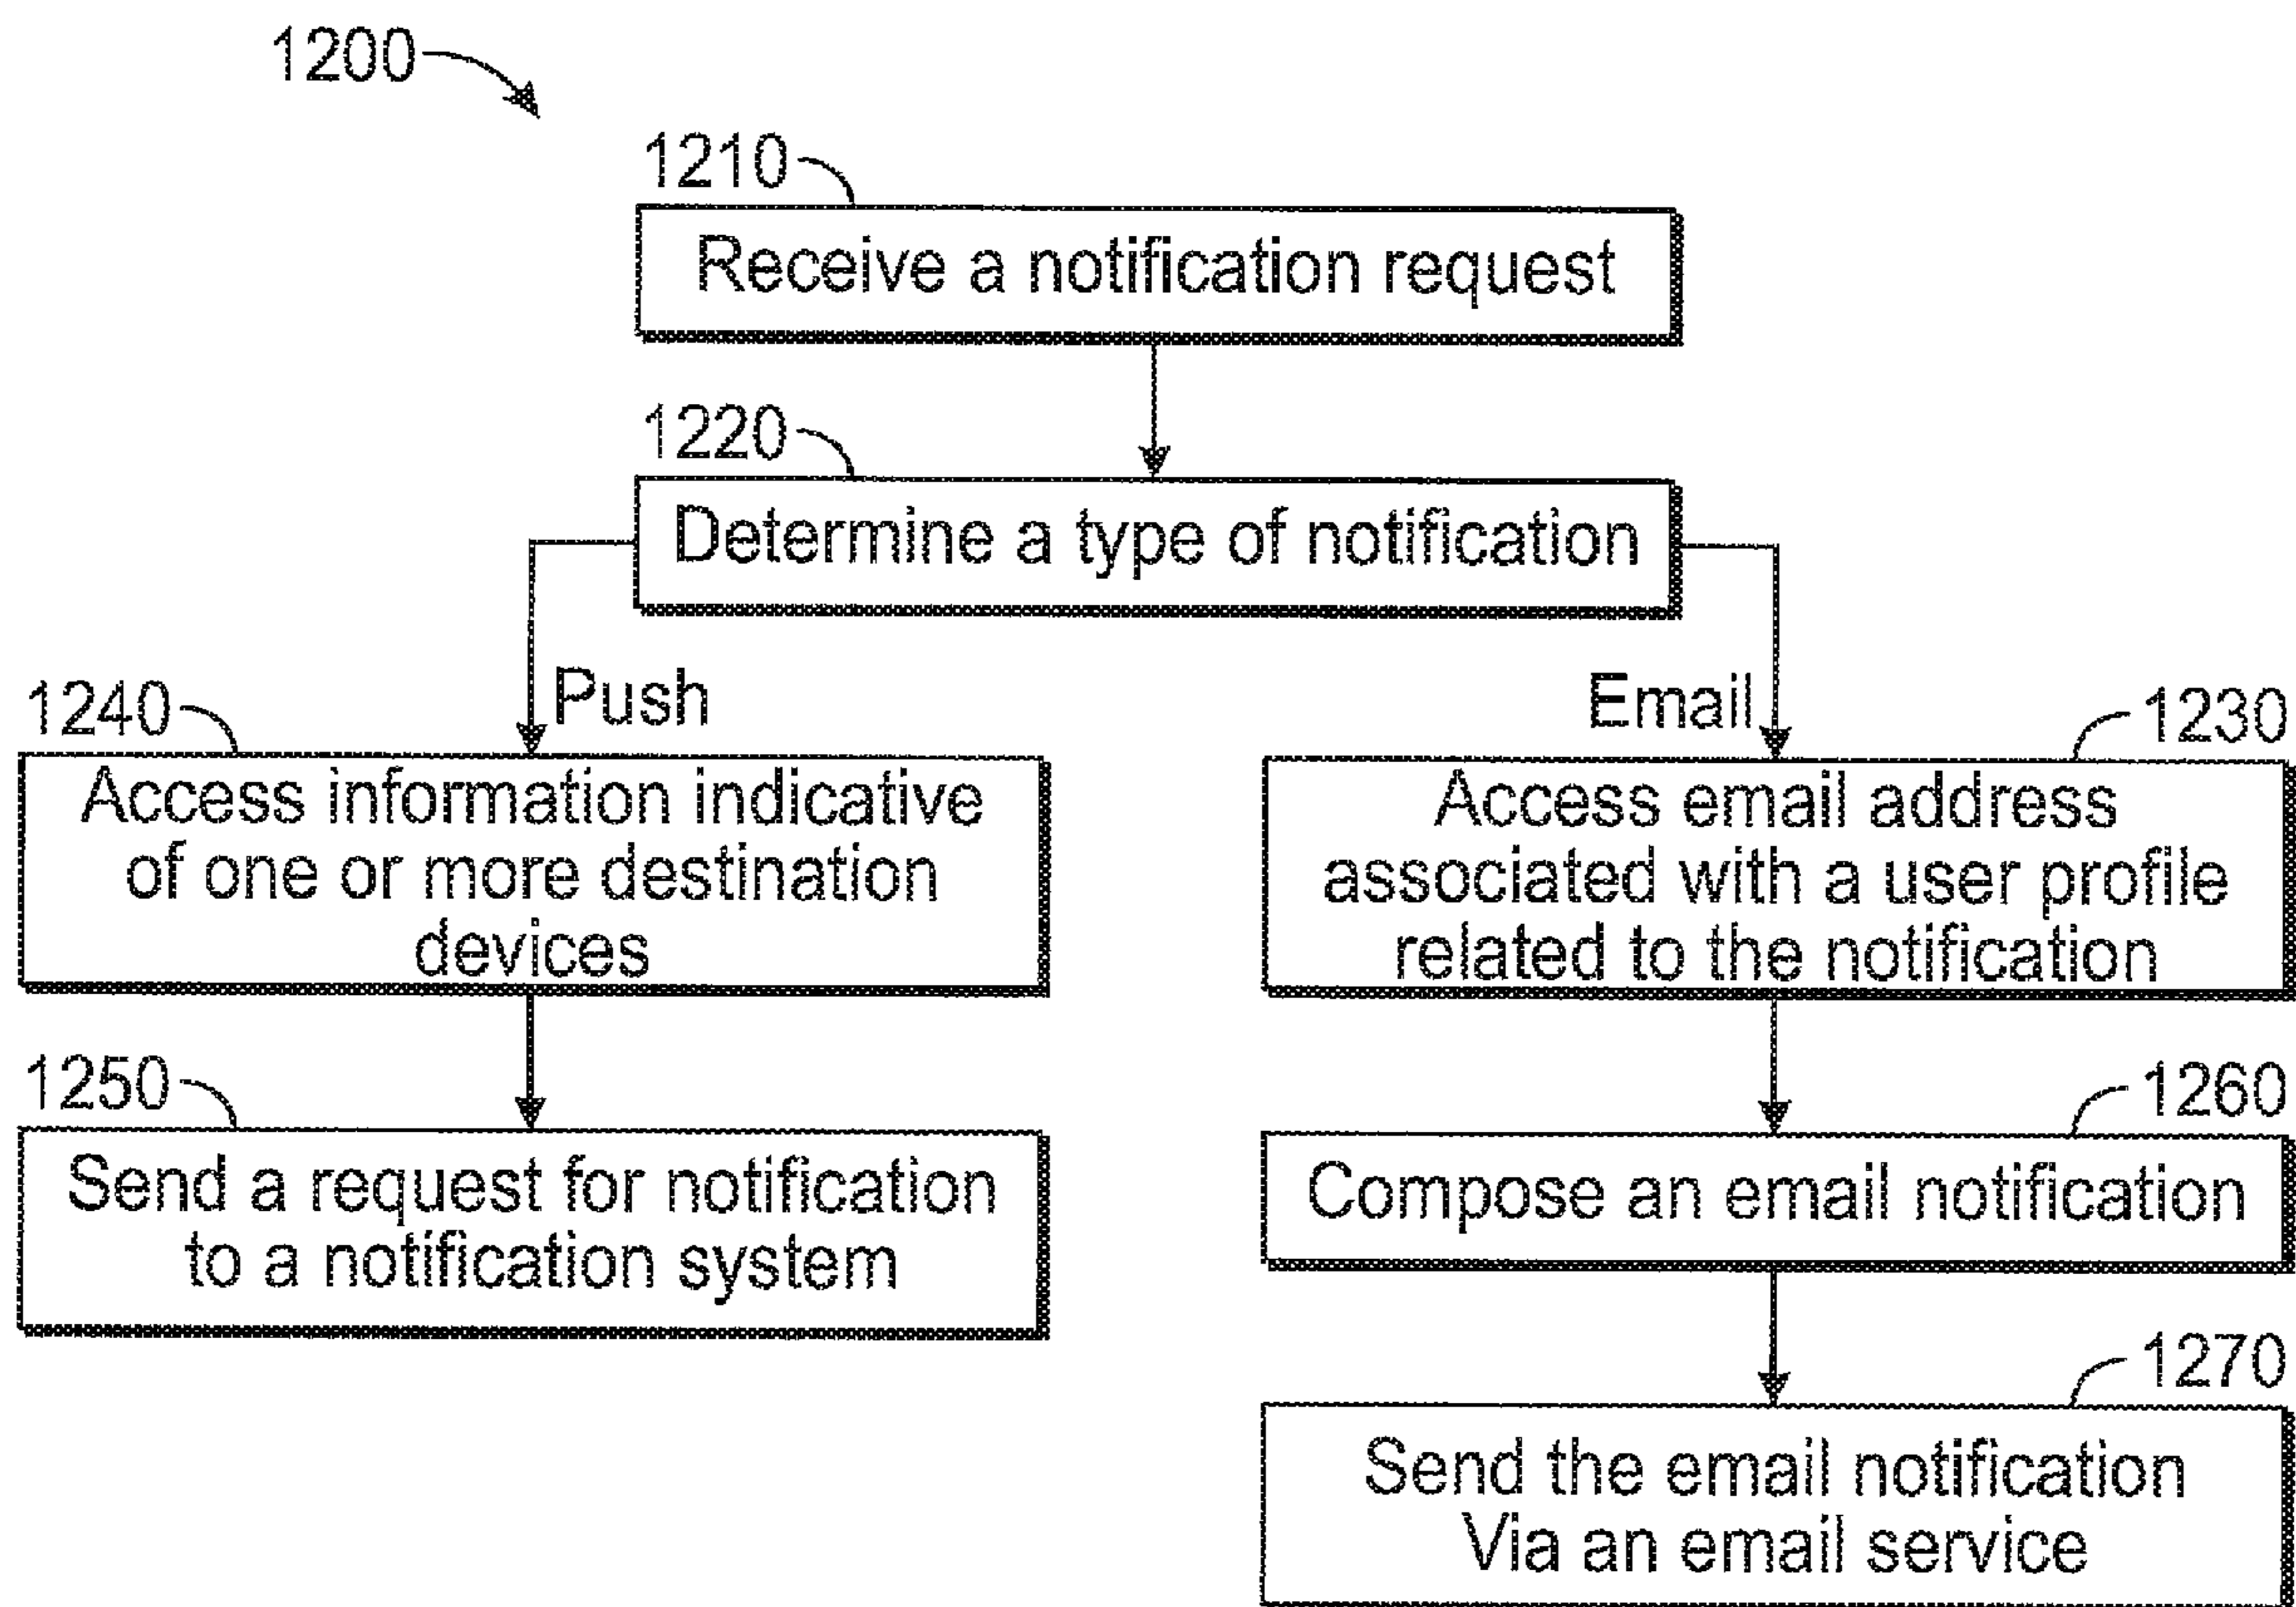 1200
1210
Receive a notification request
1220
Determine a type of notification
Push
Email
1240
Access information indicative
of one or more destination
devices
1230
Access email address
associated with a user profile
related to the notification
1250
Send a request for notification
to a notification system
1260
Compose an email notification
1270
Send the email notification
Via an email service